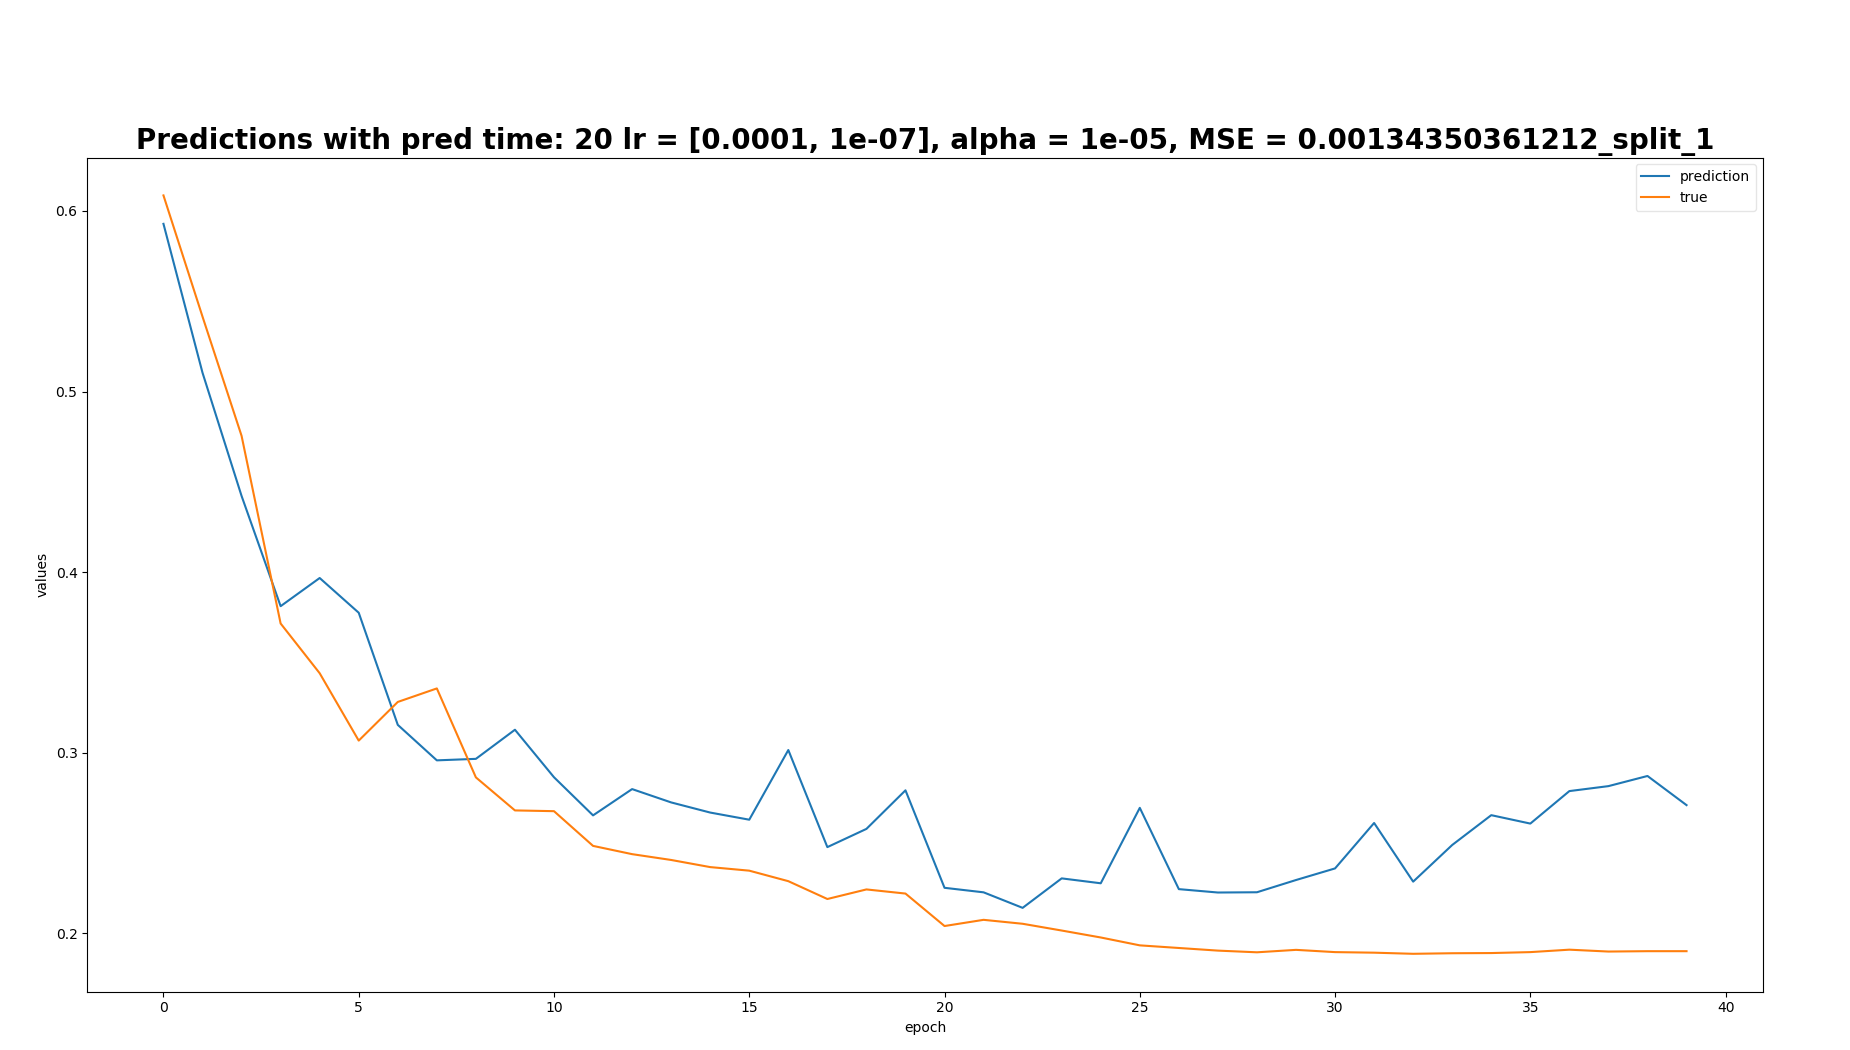 Predictions with pred time: 20 lr = [0.0001, 1e-07], alpha = 1e-05, MSE = 0.00134350361212_split_1
prediction
true
0.6
0.5
0.4
0.3
0.2
values
0 5 10 15 20 25 30 35 40
epoch